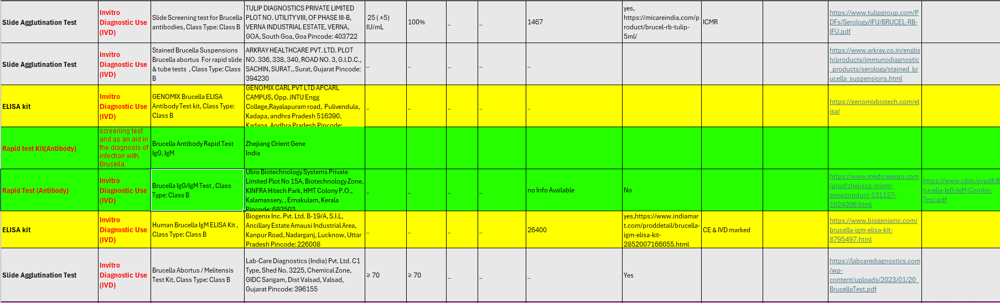 Slide Agglutination Test
Invitro
Diagnostic Use
(IVD)
Slide Screening test for Brucella
antibodies, Class Type: Class B
TULIP DIAGNOSTICS PRIVATE LIMITED
PLOT NO. UTILITY VIII, OF PHASE III-B,
VERNA INDUSTRIAL ESTATE, VERNA,
GOA, South Goa, Goa Pincode: 403722
25 ( ±5)
IU/mL
100%
_
_
1467
yes,
https://micareindia.com/p
roduct/brucel-rb-tulip-
5ml/
ICMR
https://www.tulipgroup.com/P
DFs/Serology/IFU/BRUCEL-RB-
IFU.pdf
Slide Agglutination Test
Invitro
Diagnostic Use
(IVD)
Stained Brucella Suspensions
Brucella abortus For rapid slide
& tube tests , Class Type: Class
B
ARKRAY HEALTHCARE PVT. LTD. PLOT
NO. 336, 338, 340, ROAD NO. 3, G.I.D.C.,
SACHIN, SURAT., Surat, Gujarat Pincode:
394230
_
_
_
_
_
https://www.arkray.co.in/englis
h/products/immunodiagnostic
_products/serology/stained_br
ucella_suspensions.html
ELISA kit
Invitro
Diagnostic Use
(IVD)
GENOMIX Brucella ELISA
Antibody Test kit, Class Type:
Class B
GENOMIX CARL PVT LTD APCARL
CAMPUS, Opp. JNTU Engg
College,Rayalapuram road, Pulivendula,
Kadapa, andhra Pradesh 516390,
Kadapa, Andhra Pradesh Pincode:
_
_
_
_
_
https://genomixbiotech.com/el
isa/
Rapid test Kit(Antibody)
screening test
and as an aid in
the diagnosis of
infection with
Brucella.
Brucella Antibody Rapid Test
IgG, IgM
Zhejiang Orient Gene
India
Rapid Test (Antibody)
Invitro
Diagnostic Use
(IVD)
Brucella IgG/IgM Test , Class
Type: Class B
Ubio Biotechnology Systems Private
Limited Plot No 15A, Biotechnology Zone,
KINFRA Hitech Park, HMT Colony P.O.,
Kalamassery, , Ernakulam, Kerala
Pincode: 683503
_
_
_
_
no Info Available
No
https://www.medicalexpo.com
/prod/zhejiang-orient-
gene/product-131127-
1024396.html
https://www.ubio.in/pdf/B
rucella-IgG-IgM-Combo-
Test.pdf
ELISA kit
Invitro
Diagnostic Use
(IVD)
Human Brucella IgM ELISA Kit ,
Class Type: Class B
Biogenix Inc. Pvt. Ltd. B-19/A, S.I.L,
Ancillary Estate Amausi Industrial Area,
Kanpur Road, Nadarganj, Lucknow, Uttar
Pradesh Pincode: 226008
_
_
_
_
26400
yes,https://www.indiamar
t.com/proddetail/brucella-
igm-elisa-kit-
2852007166055.html
CE & IVD marked
https://www.biogenixinc.com/
brucella-igm-elisa-kit-
8795497.html
Slide Agglutination Test
Invitro
Diagnostic Use
(IVD)
Brucella Abortus / Melitensis
Test Kit, Class Type: Class B
Lab-Care Diagnostics (India) Pvt. Ltd. C1
Type, Shed No. 3225, Chemical Zone,
GIDC Sarigam, Dist Valsad, Valsad,
Gujarat Pincode: 396155
≥ 70
≥ 70
_
_
_
Yes
https://labcarediagnostics.com
/wp-
content/uploads/2023/01/20_
BrucellaTest.pdf